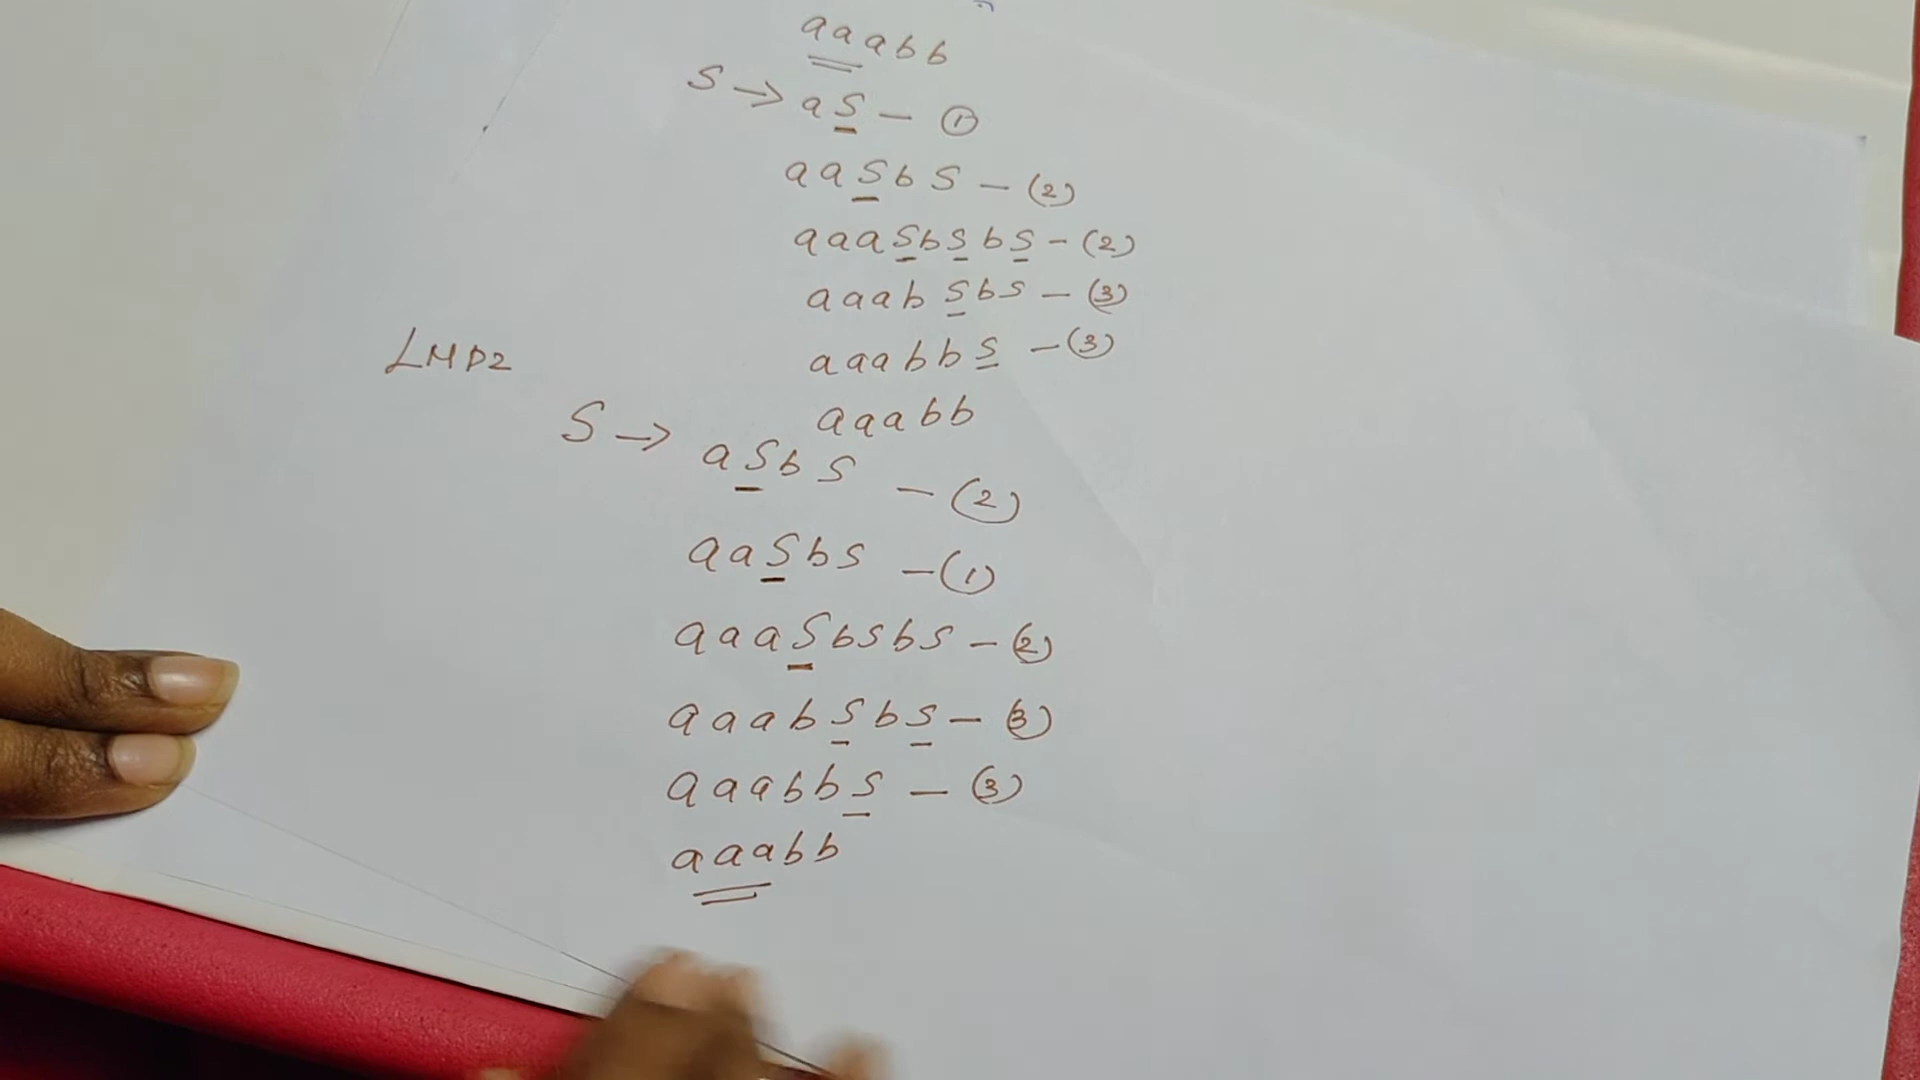 aaabb
S → aS - ①
aaSbS - (2)
aaaSbSbS - (2)
aaabSbS - (3)
aaabbS - (3)
LMD2
aaabb
S → aSbS - (2)
aaSbS - (1)
aaaSbSbS - (2)
aaabSbS - (3)
aaabbS - (3)
aaabb